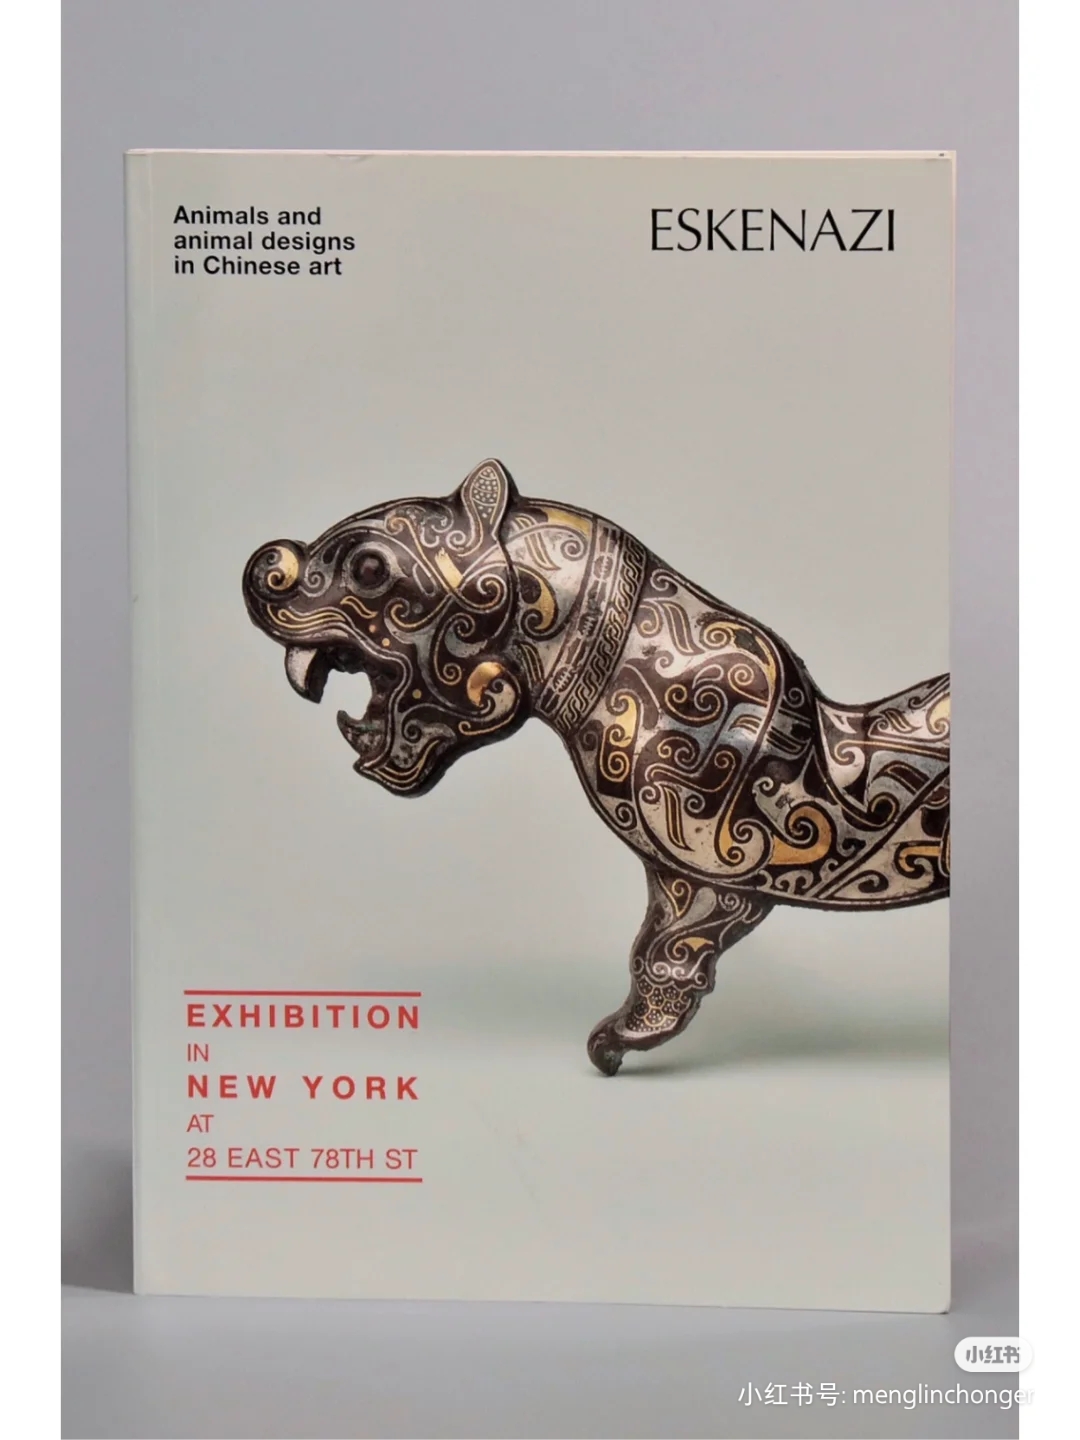 Animals and
animal designs
in Chinese art
ESKENAZI
EXHIBITION
IN
NEW YORK
AT
28 EAST 78TH ST
小红书
小红书号: menglinchonger